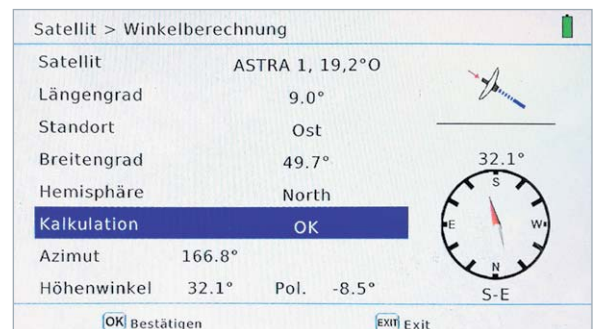 Satellit > Winkelberechnung
Satellit ASTRA 1, 19,2°O
Längengrad 9.0°
Standort Ost
Breitengrad 49.7° 32.1°
Hemisphäre North
Kalkulation OK
Azimut 166.8°
Höhenwinkel 32.1° Pol. -8.5°
S
E W
N
S-E
OK Bestätigen EXIT Exit